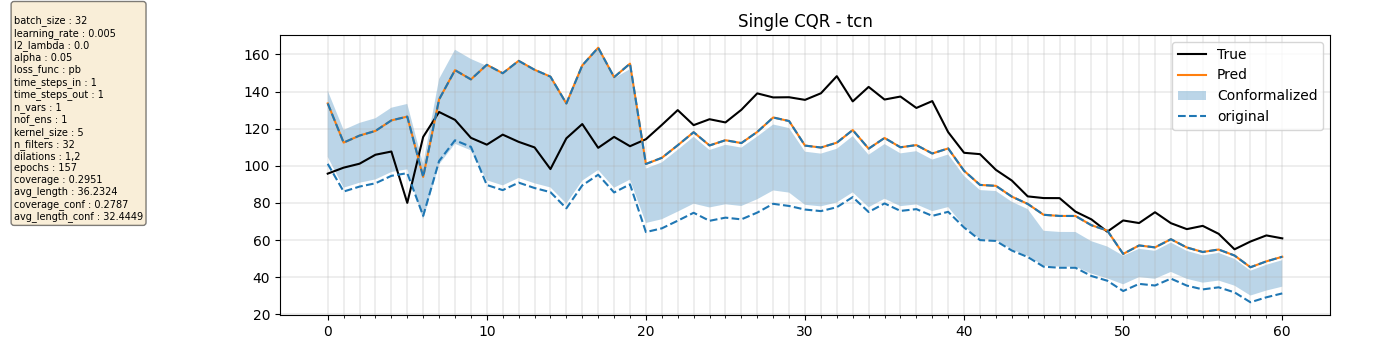 batch_size : 32
learning_rate : 0.005
l2_lambda : 0.0
alpha : 0.05
loss_func : pb
time_steps_in : 1
time_steps_out : 1
n_vars : 1
nof_ens : 1
kernel_size : 5
n_filters : 32
dilations : 1,2
epochs : 157
coverage : 0.2951
avg_length : 36.2324
coverage_conf : 0.2787
avg_length_conf : 32.4449
Single CQR - tcn
160
140
120
100
80
60
40
20
0 10 20 30 40 50 60
True
Pred
Conformalized
original